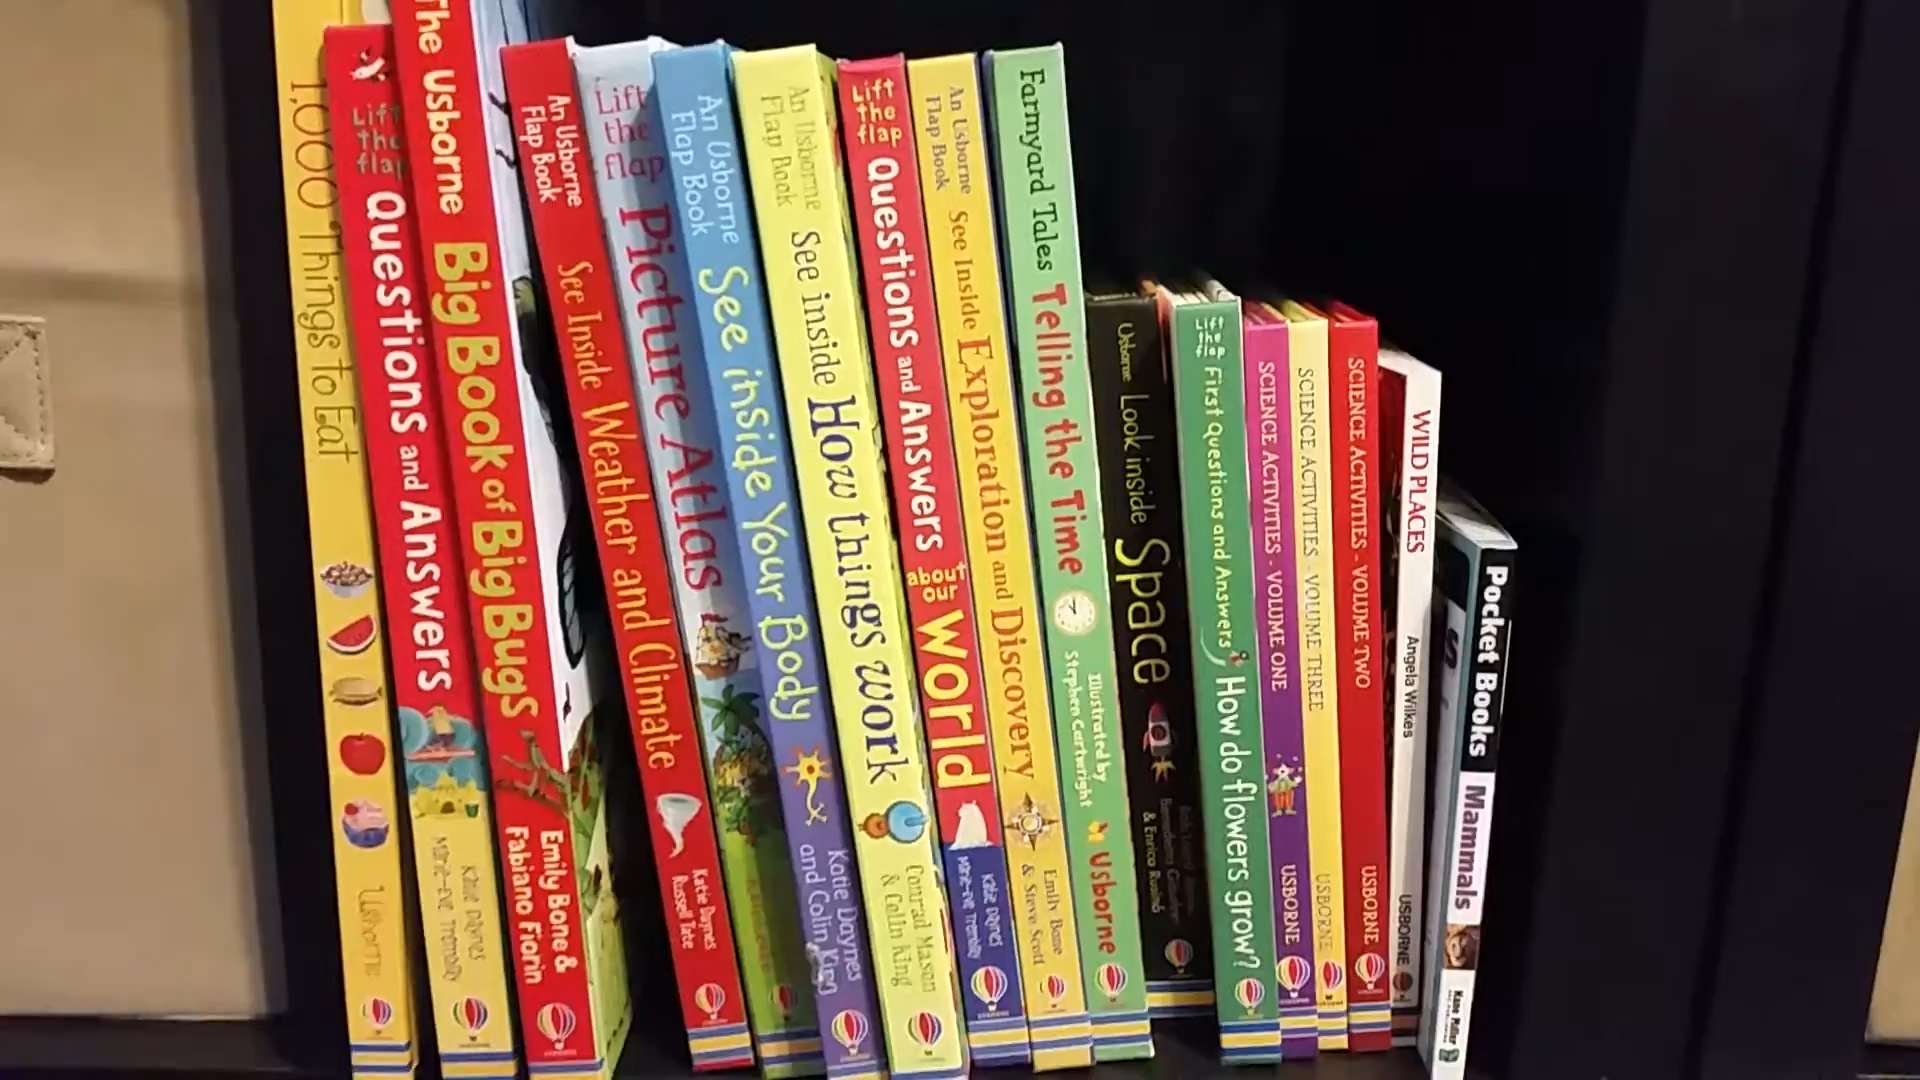 1,000 Things to Eat
Usborne
Lift
the
flap
Questions and Answers
Katie Daynes
Marie-Eve Tremblay
The Usborne
Big Book of Big Bugs
Emily Bone &
Fabiano Fiorin
An Usborne
Flap Book
See Inside Weather and Climate
Katie Daynes
Russell Tate
Lift
the
flap
Picture Atlas
An Usborne
Flap Book
See inside Your Body
Katie Daynes
and Colin King
An Usborne
Flap Book
See inside How things work
Conrad Mason
& Colin King
Lift
the
flap
Questions and Answers
about
our
World
Katie Daynes
Marie-Eve Tremblay
An Usborne
Flap Book
See Inside Exploration and Discovery
Emily Bone
& Steve Scott
Farmyard Tales Telling the Time
Illustrated by
Stephen Cartwright
Usborne
Usborne Look inside Space
& Enrico Rusinò
Lift
the
flap
First Questions and Answers
How do flowers grow?
SCIENCE ACTIVITIES - VOLUME ONE
USBORNE
SCIENCE ACTIVITIES - VOLUME THREE
USBORNE
SCIENCE ACTIVITIES - VOLUME TWO
USBORNE
WILD PLACES
Angela Wilkes
USBORNE
Pocket Books Mammals
Kane Miller